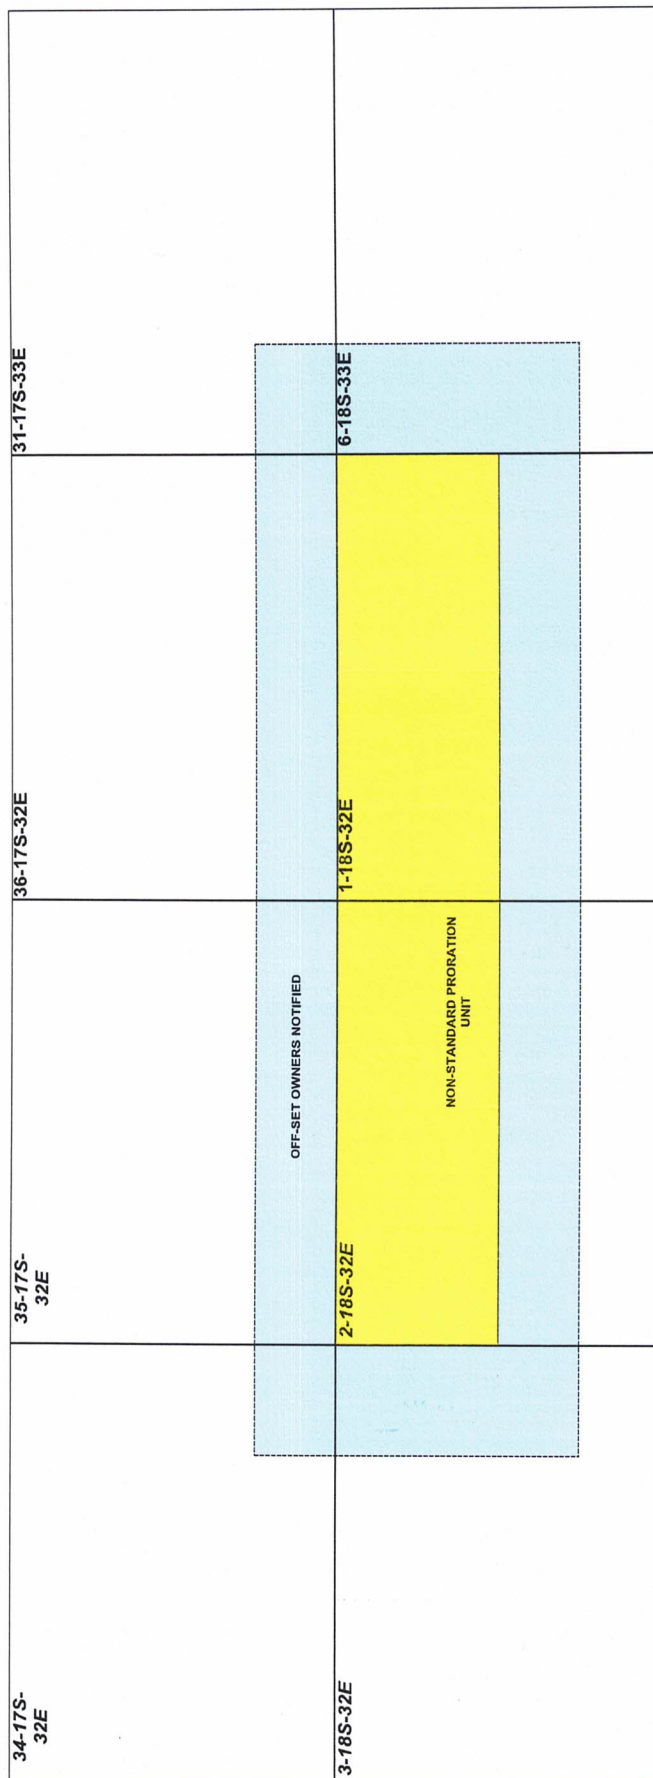 34-17S-
32E
35-17S-
32E
36-17S-32E
31-17S-33E
OFF-SET OWNERS NOTIFIED
3-18S-32E
2-18S-32E
1-18S-32E
6-18S-33E
NON-STANDARD PRORATION
UNIT